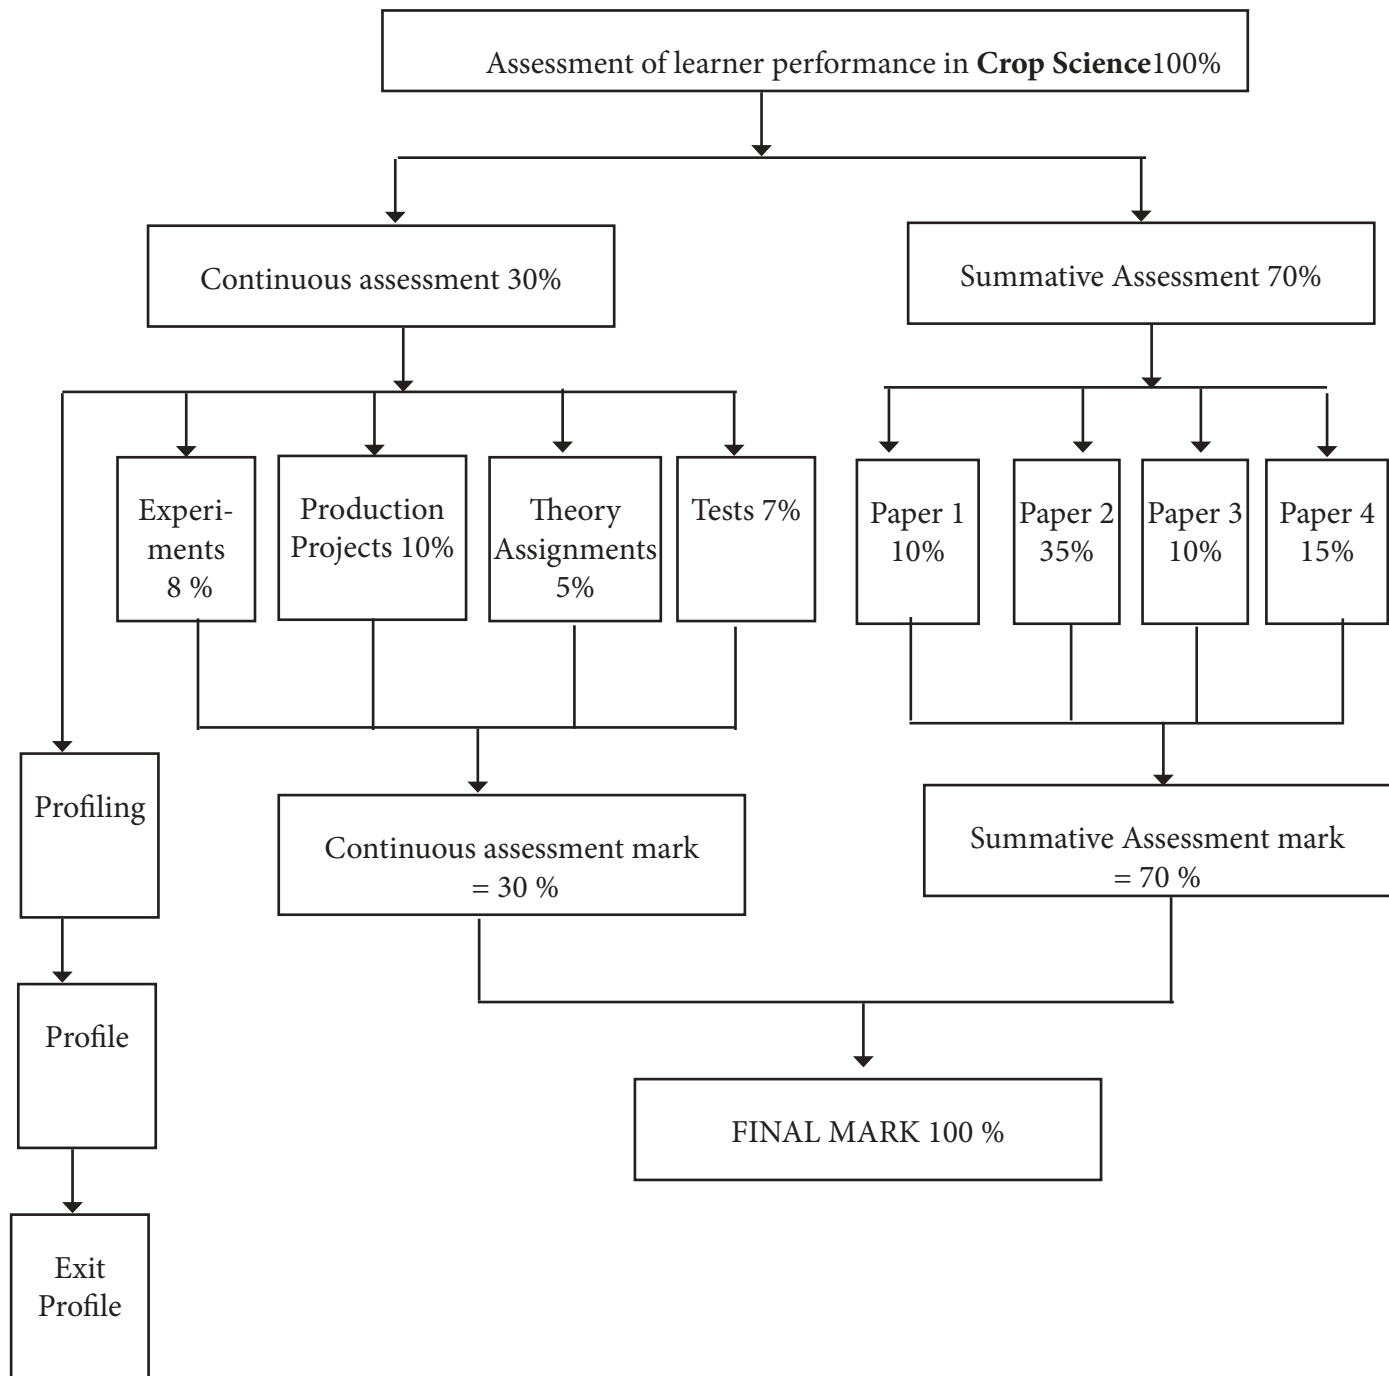 Assessment of learner performance in Crop Science100%
Continuous assessment 30%
Summative Assessment 70%
Experi-
ments
8 %
Production
Projects 10%
Theory
Assignments
5%
Tests 7%
Paper 1
10%
Paper 2
35%
Paper 3
10%
Paper 4
15%
Profiling
Continuous assessment mark
= 30 %
Summative Assessment mark
= 70 %
Profile
FINAL MARK 100 %
Exit
Profile